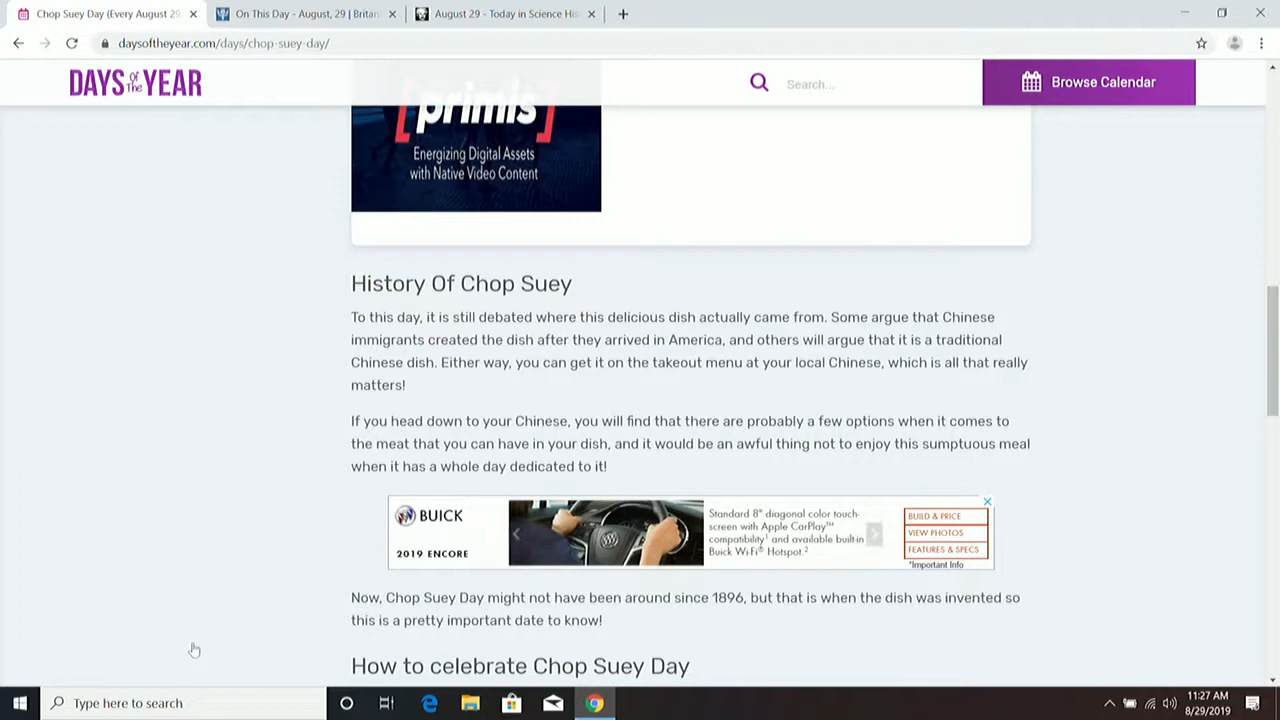 Chop Suey Day (Every August 29
On This Day - August, 29 | Britan
August 29 - Today in Science His
daysoftheyear.com/days/chop-suey-day/
DAYS OF THE YEAR
Search...
Browse Calendar
[primis]
Energizing Digital Assets
with Native Video Content
History Of Chop Suey
To this day, it is still debated where this delicious dish actually came from. Some argue that Chinese
immigrants created the dish after they arrived in America, and others will argue that it is a traditional
Chinese dish. Either way, you can get it on the takeout menu at your local Chinese, which is all that really
matters!
If you head down to your Chinese, you will find that there are probably a few options when it comes to
the meat that you can have in your dish, and it would be an awful thing not to enjoy this sumptuous meal
when it has a whole day dedicated to it!
BUICK
2019 ENCORE
Standard 8" diagonal color touch-
screen with Apple CarPlay™
compatibility¹ and available built-in
Buick Wi-Fi® Hotspot.²
BUILD & PRICE
VIEW PHOTOS
FEATURES & SPECS
*Important Info
Now, Chop Suey Day might not have been around since 1896, but that is when the dish was invented so
this is a pretty important date to know!
How to celebrate Chop Suey Day
Type here to search
11:27 AM
8/29/2019